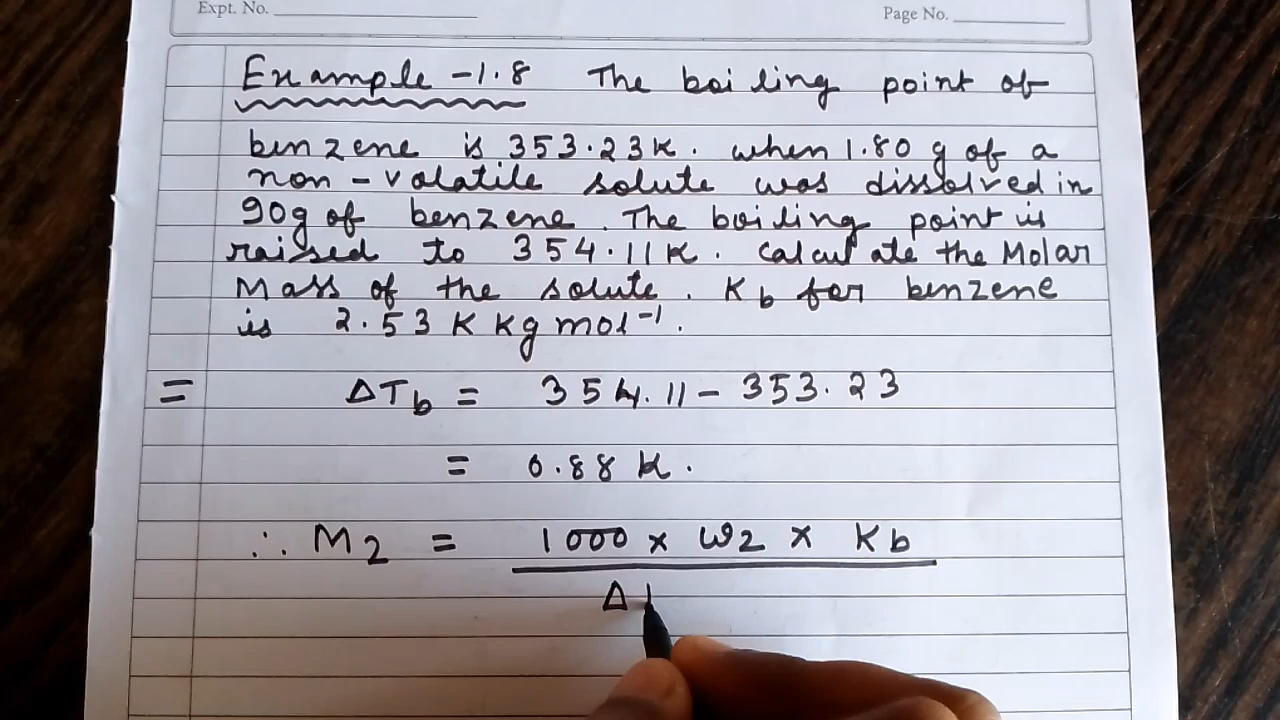 Expt. No.
Page No.
Example -1.8 The boiling point of
benzene is 353.23K. when 1.80 g of a
non-volatile solute was dissolved in
90g of benzene. The boiling point is
raised to 354.11K. Calculate the Molar
Mass of the solute. Kb for benzene
is 2.53 K Kg mol⁻¹.
= ΔTb = 354.11 - 353.23
= 0.88 K.
∴ M2 = 1000 × w2 × Kb
Δ